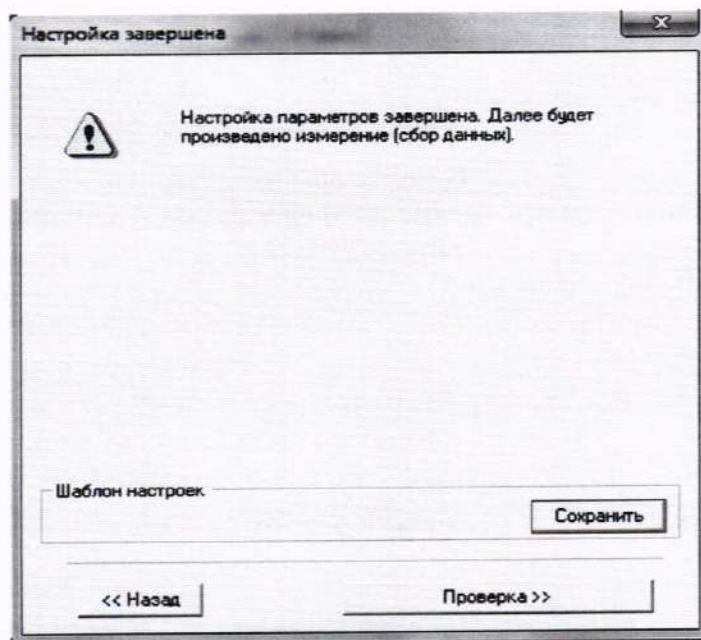 Настройка завершена
Настройка параметров завершена. Далее будет
произведено измерение (сбор данных).
Шаблон настроек
Сохранить
<< Назад
Проверка >>